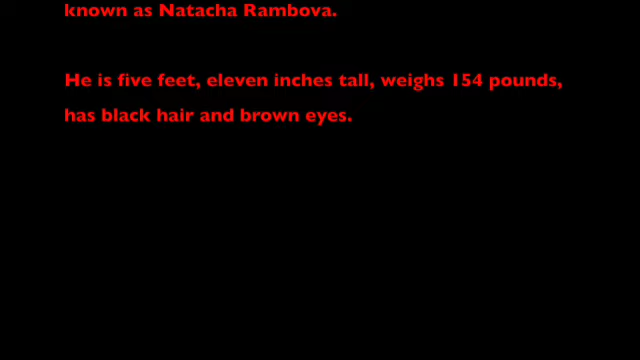 known as Natacha Rambova.
He is five feet, eleven inches tall, weighs 154 pounds,
has black hair and brown eyes.